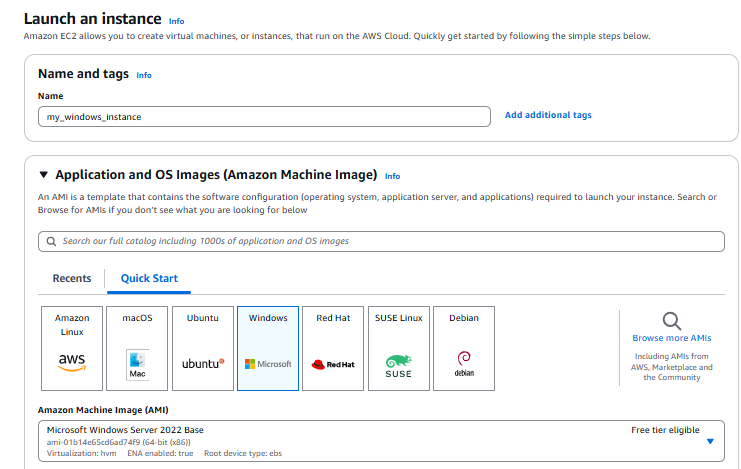 Launch an instance Info
Amazon EC2 allows you to create virtual machines, or instances, that run on the AWS Cloud. Quickly get started by following the simple steps below.
Name and tags Info
Name
my_windows_instance
Add additional tags
Application and OS Images (Amazon Machine Image) Info
An AMI is a template that contains the software configuration (operating system, application server, and applications) required to launch your instance. Search or
Browse for AMIs if you don't see what you are looking for below
Search our full catalog including 1000s of application and OS images
Recents
Quick Start
Amazon
Linux
aws
macOS
Mac
Ubuntu
ubuntu
Windows
Microsoft
Red Hat
Red Hat
SUSE Linux
SUSE
Debian
debian
Browse more AMIs
Including AMIs from
AWS, Marketplace and
the Community
Amazon Machine Image (AMI)
Microsoft Windows Server 2022 Base
Free tier eligible
ami-01b14e65cd6ad74f9 (64-bit (x86))
Virtualization: hvm ENA enabled: true Root device type: ebs